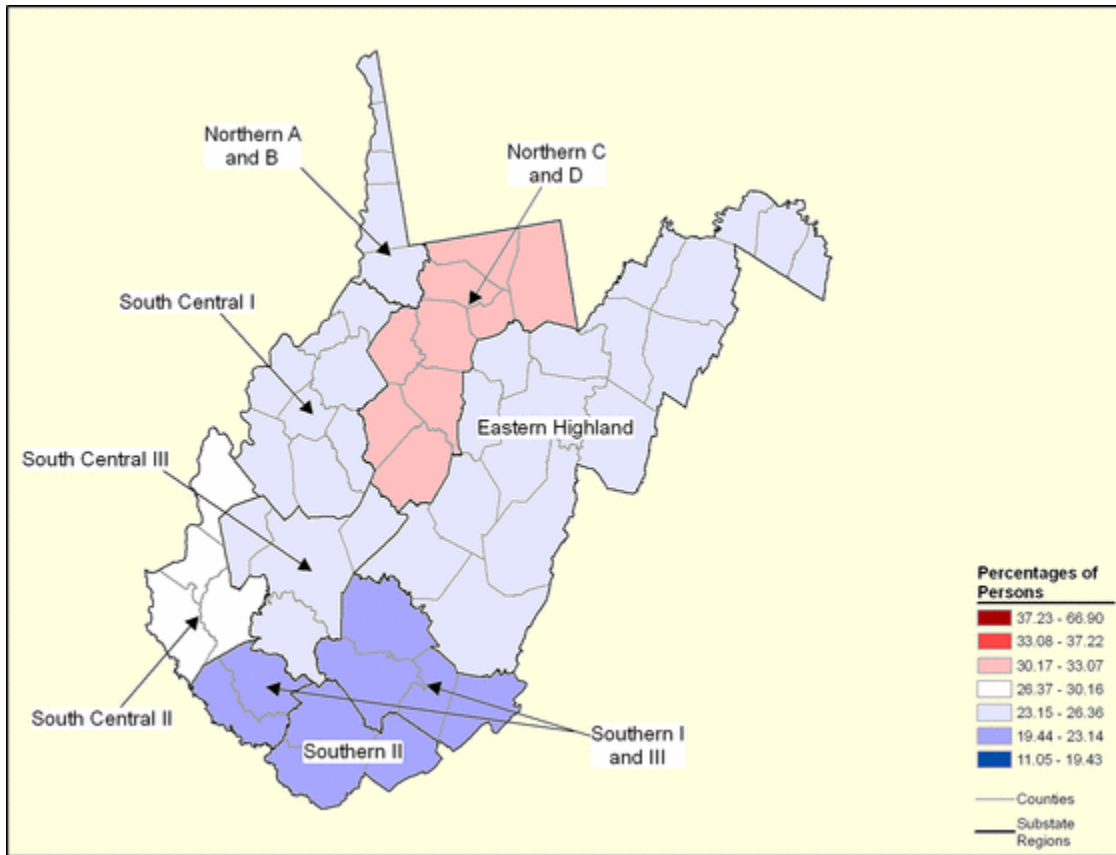 Northern A
and B
Northern C
and D
South Central I
Eastern Highland
South Central III
South Central II
Southern II
Southern I
and III
Percentages of
Persons
37.23 - 66.90
33.08 - 37.22
30.17 - 33.07
26.37 - 30.16
23.15 - 26.36
19.44 - 23.14
11.05 - 19.43
Counties
Substate
Regions